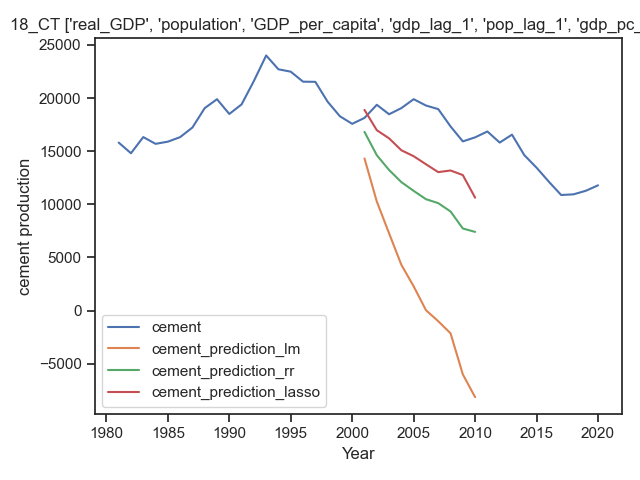 18_CT ['real_GDP', 'population', 'GDP_per_capita', 'gdp_lag_1', 'pop_lag_1', 'gdp_pc_
25000
20000
15000
10000
5000
0
−5000
cement production
cement
cement_prediction_lm
cement_prediction_rr
cement_prediction_lasso
1980 1985 1990 1995 2000 2005 2010 2015 2020
Year